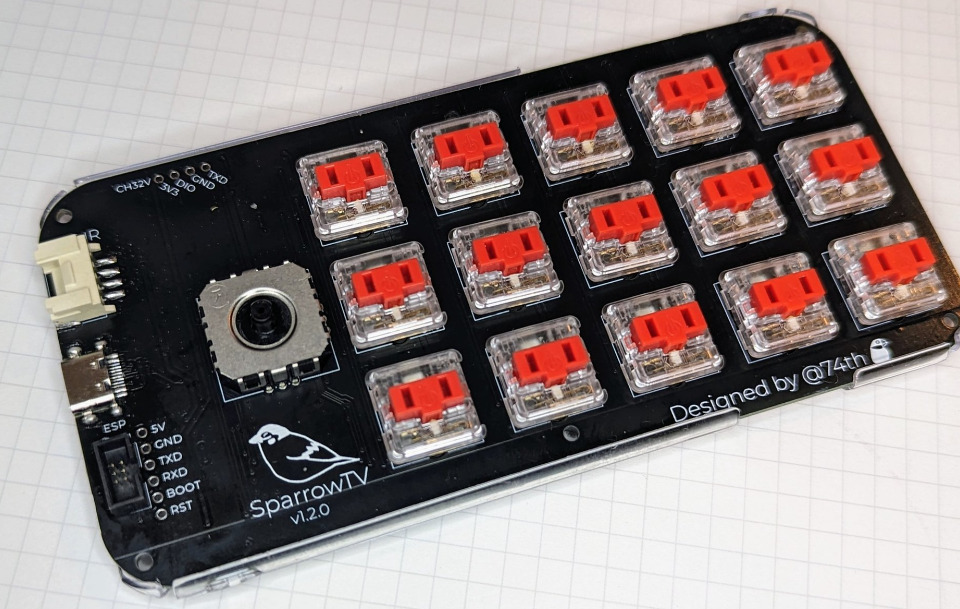 CH32V
3V3
DIO
GND
TXD
ESP
5V
GND
TXD
RXD
BOOT
RST
SparrowTV
v1.2.0
Designed by @74th